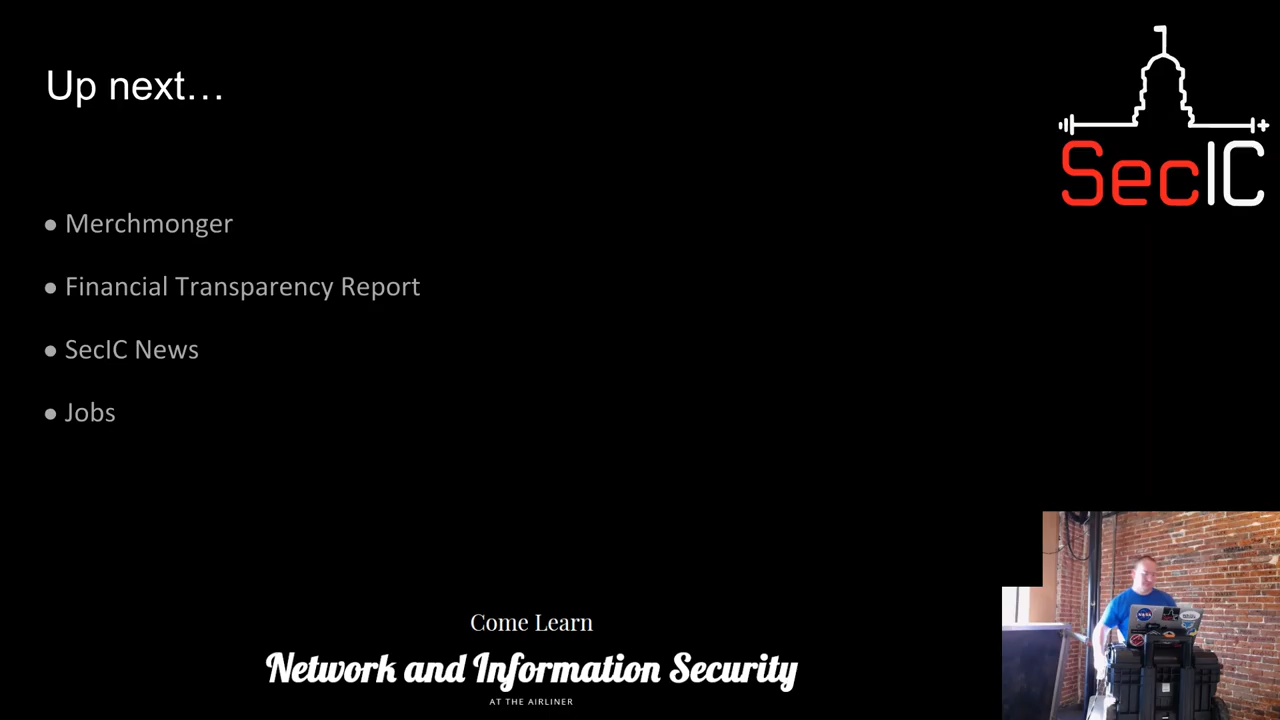 Up next...
SecIC
● Merchmonger
● Financial Transparency Report
● SecIC News
● Jobs
Come Learn
Network and Information Security
AT THE AIRLINER
NASA